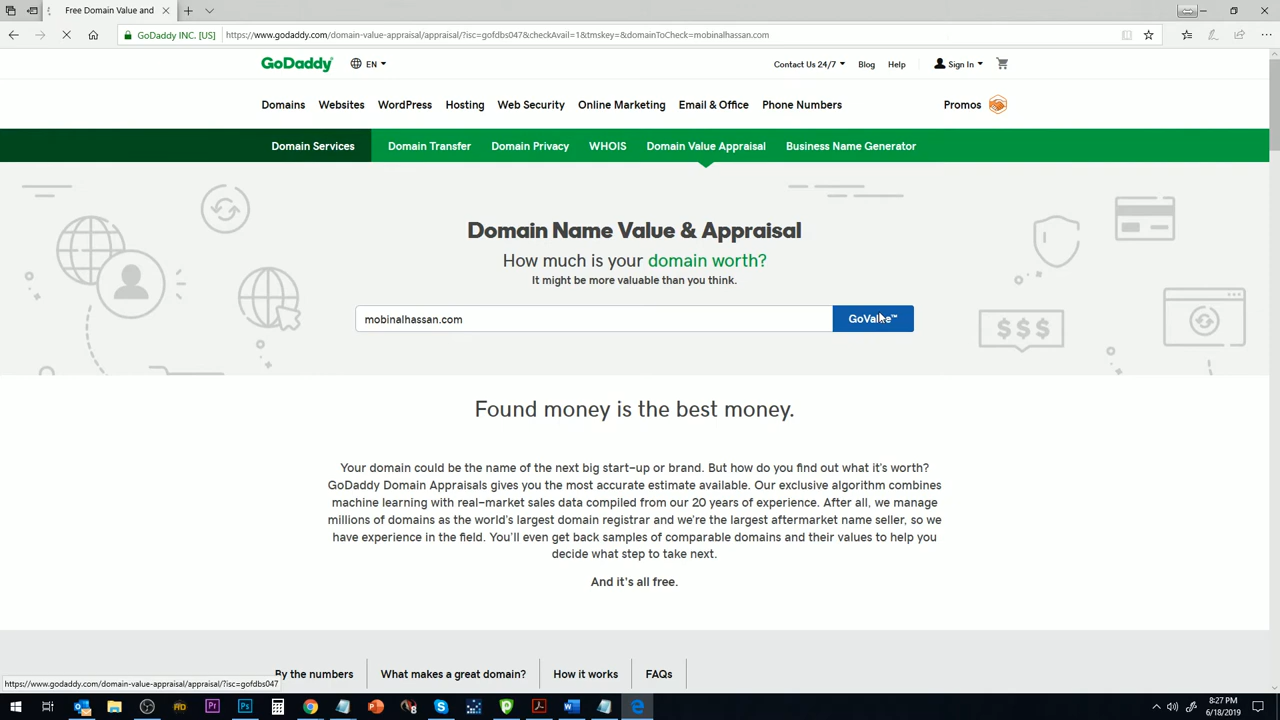 Free Domain Value and
GoDaddy INC. [US]
https://www.godaddy.com/domain-value-appraisal/appraisal/?isc=gofdbs047&checkAvail=1&tmskey=&domainToCheck=mobinalhassan.com
GoDaddy EN
Contact Us 24/7 Blog Help Sign In
Domains Websites WordPress Hosting Web Security Online Marketing Email & Office Phone Numbers Promos
Domain Services Domain Transfer Domain Privacy WHOIS Domain Value Appraisal Business Name Generator
Domain Name Value & Appraisal
How much is your domain worth?
It might be more valuable than you think.
mobinalhassan.com GoValue™
$$$
Found money is the best money.
Your domain could be the name of the next big start-up or brand. But how do you find out what it's worth?
GoDaddy Domain Appraisals gives you the most accurate estimate available. Our exclusive algorithm combines
machine learning with real-market sales data compiled from our 20 years of experience. After all, we manage
millions of domains as the world's largest domain registrar and we're the largest aftermarket name seller, so we
have experience in the field. You'll even get back samples of comparable domains and their values to help you
decide what step to take next.
And it's all free.
By the numbers What makes a great domain? How it works FAQs
https://www.godaddy.com/domain-value-appraisal/appraisal/?isc=gofdbs047
8:27 PM
6/18/2019